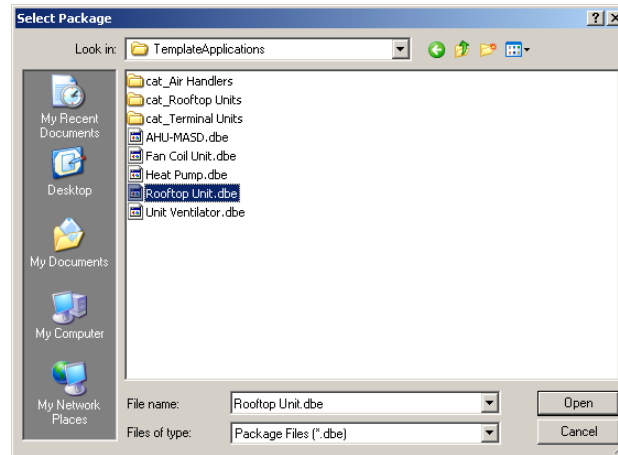 Select Package
Look in: TemplateApplications
My Recent
Documents
Desktop
My Documents
My Computer
My Network
Places
cat_Air Handlers
cat_Rooftop Units
cat_Terminal Units
AHU-MASD.dbe
Fan Coil Unit.dbe
Heat Pump.dbe
Rooftop Unit.dbe
Unit Ventilator.dbe
File name: Rooftop Unit.dbe Open
Files of type: Package Files (*.dbe) Cancel